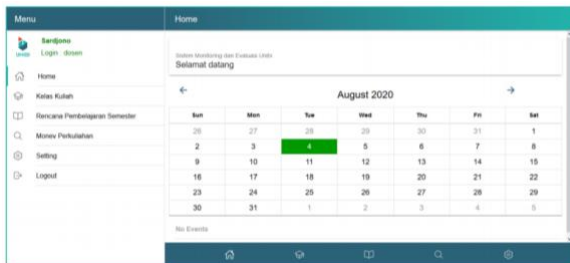 Menu
Home
Sardjono
Login : dosen
Home
Kelas Kuliah
Rencana Pembelajaran Semester
Monev Perkuliahan
Setting
Logout
Sistem Monitoring dan Evaluasi Unibi
Selamat datang
August 2020
Sun Mon Tue Wed Thu Fri Sat
26 27 28 29 30 31 1
2 3 4 5 6 7 8
9 10 11 12 13 14 15
16 17 18 19 20 21 22
23 24 25 26 27 28 29
30 31 1 2 3 4 5
No Events